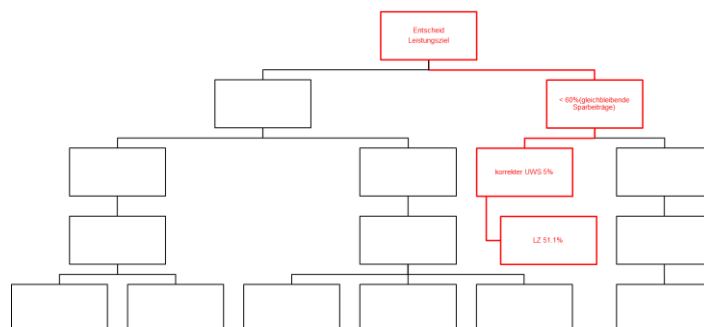 Entscheid
Leistungsziel
< 60%(gleichbleibende
Sparbeiträge)
korrekter UWS 5%
LZ 51.1%